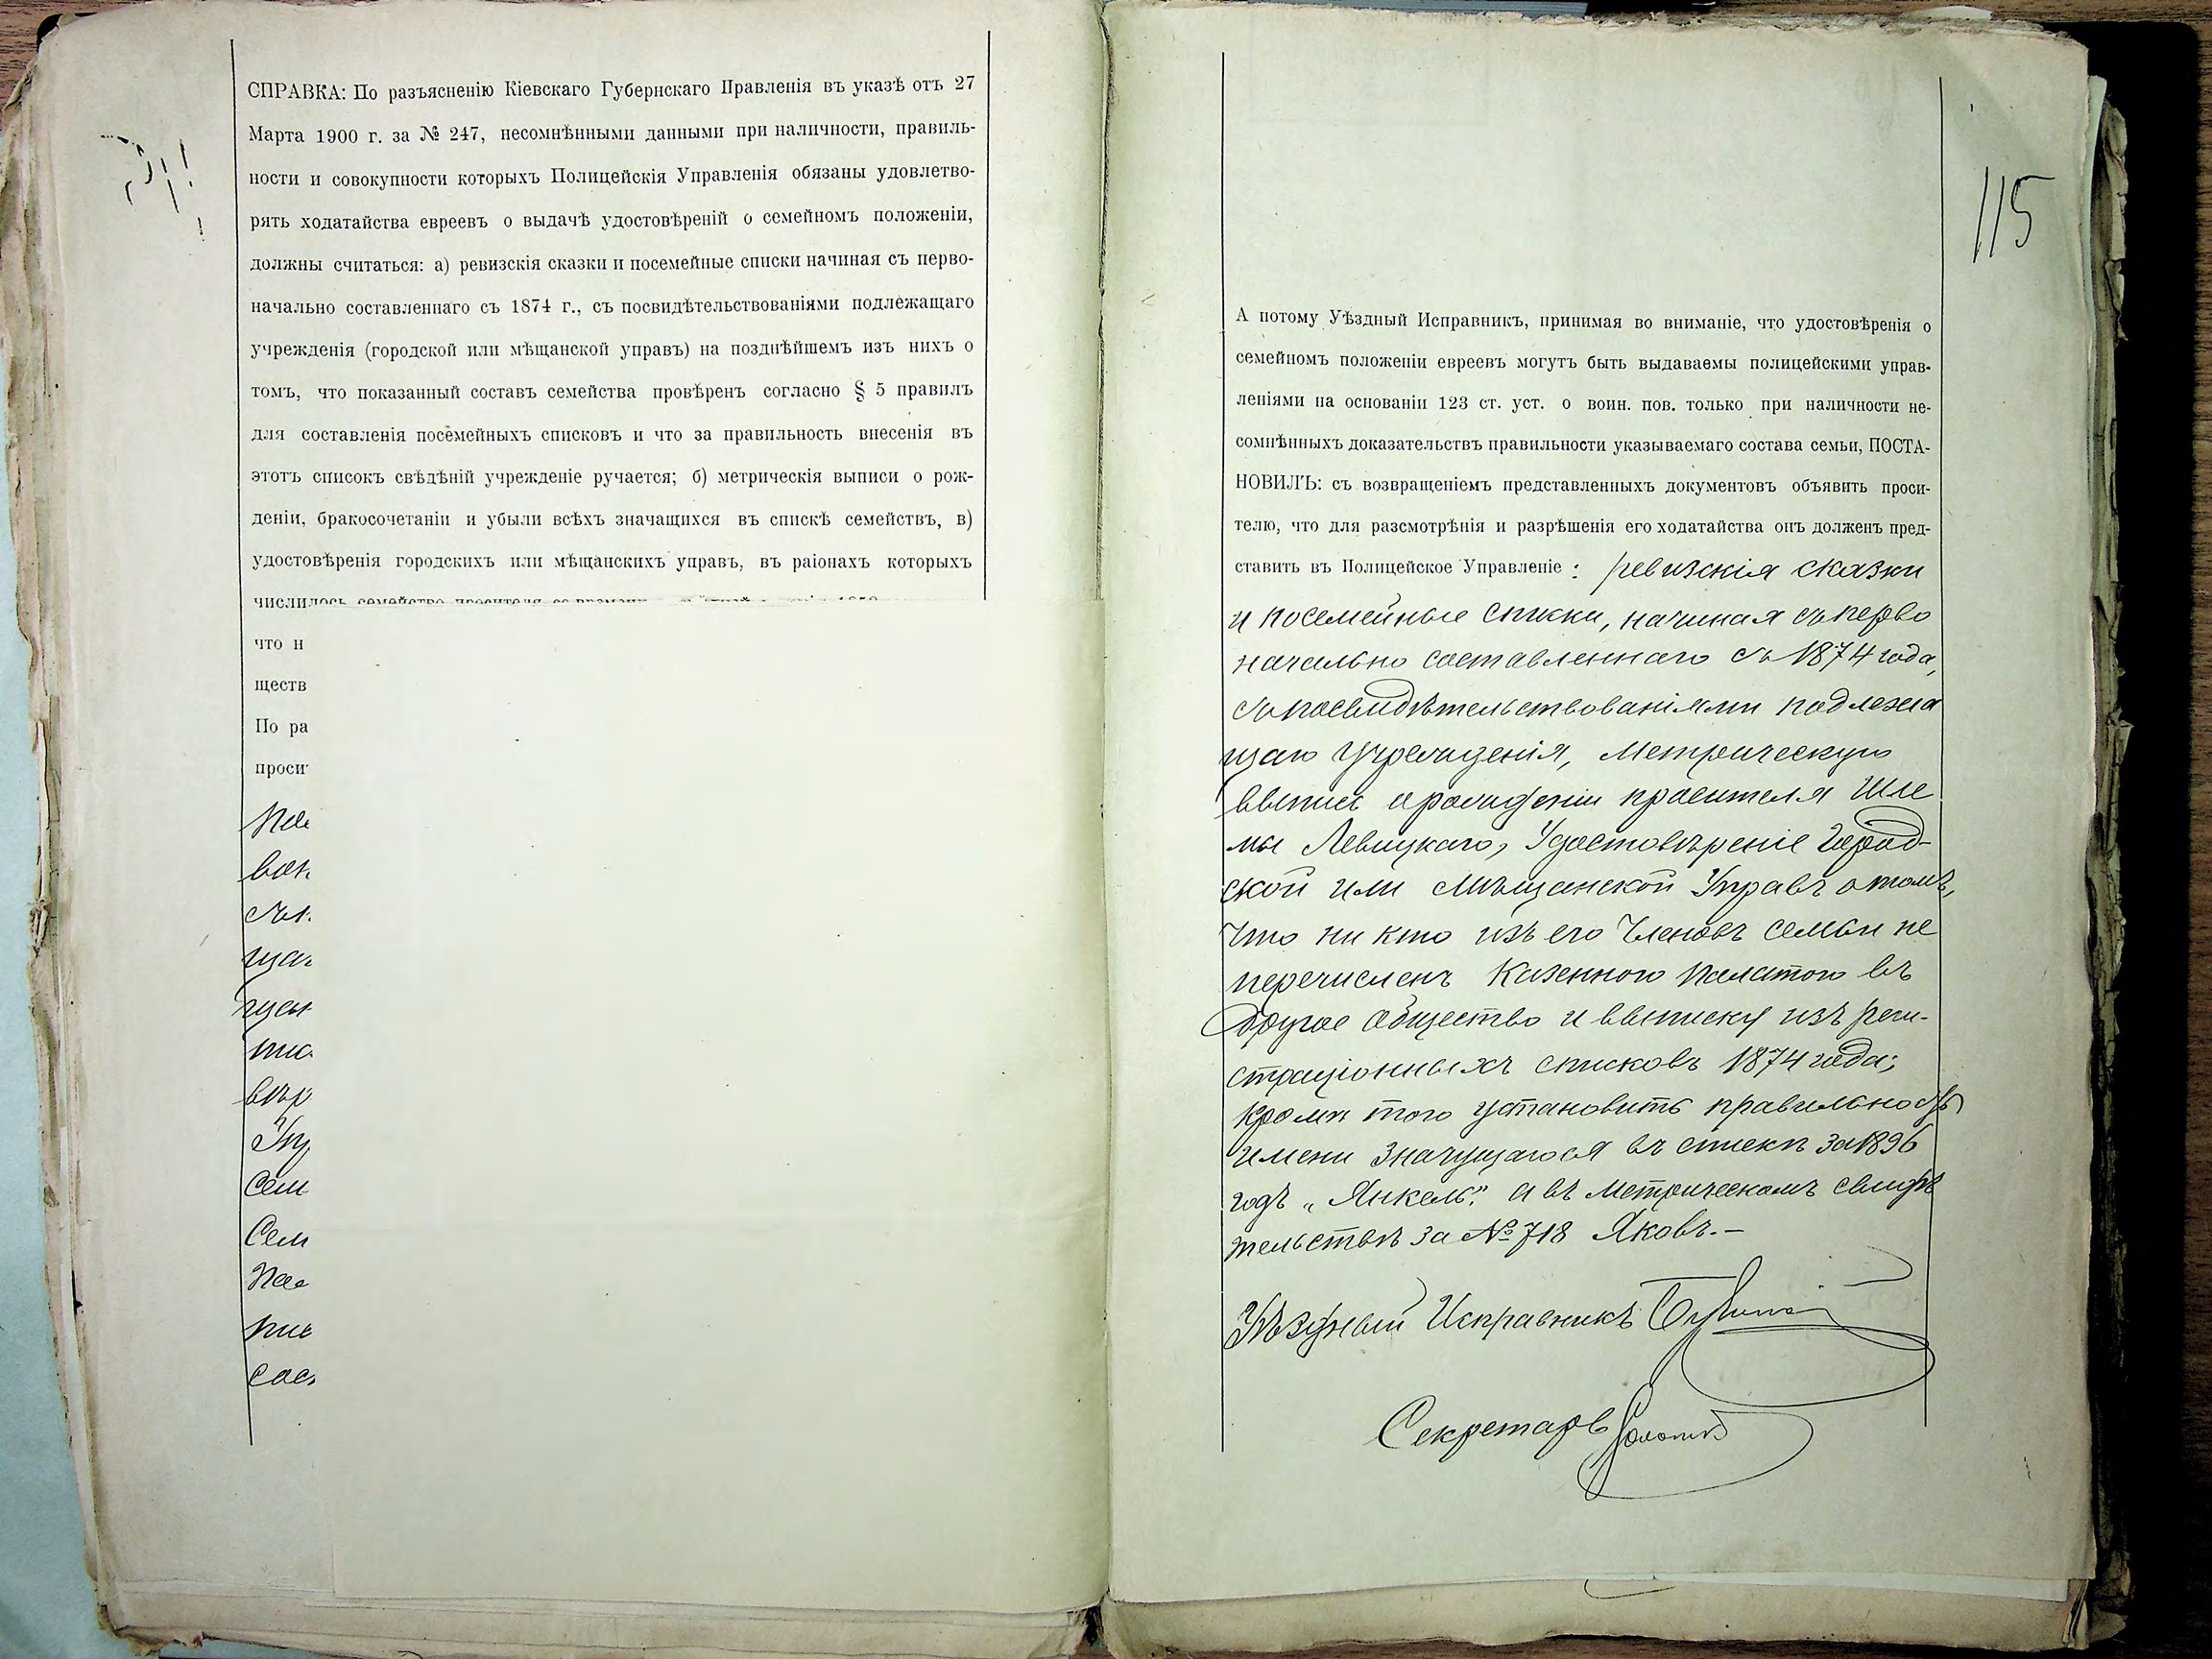 СПРАВКА: По разъясненію Кіевскаго Губернскаго Правленія въ указѣ отъ 27
Марта 1900 г. за № 247, несомнѣнными данными при наличности, правиль-
ности и совокупности которыхъ Полицейскія Управленія обязаны удовлетво-
рять ходатайства евреевъ о выдачѣ удостовѣреній о семейномъ положеніи,
должны считаться: а) ревизскія сказки и посемейные списки начиная съ перво-
начально составленнаго съ 1874 г., съ посвидѣтельствованіями подлежащаго
учрежденія (городской или мѣщанской управъ) на позднѣйшемъ изъ нихъ о
томъ, что показанный составъ семейства провѣренъ согласно § 5 правилъ
для составленія посемейныхъ списковъ и что за правильность внесенія въ
этотъ списокъ свѣдѣній учрежденіе ручается; б) метрическія выписи о рож-
деніи, бракосочетаніи и убыли всѣхъ значащихся въ спискѣ семействъ, в)
удостовѣренія городскихъ или мѣщанскихъ управъ, въ раіонахъ которыхъ
числилось семейство просителя со времени
что н
ществ
По ра
проси
115
А потому Уѣздный Исправникъ, принимая во вниманіе, что удостовѣренія о
семейномъ положеніи евреевъ могутъ быть выдаваемы полицейскими управ-
леніями на основаніи 123 ст. уст. о воин. пов. только при наличности не-
сомнѣнныхъ доказательствъ правильности указываемаго состава семьи, ПОСТА-
НОВИЛЪ: съ возвращеніемъ представленныхъ документовъ объявить проси-
телю, что для разсмотрѣнія и разрѣшенія его ходатайства онъ долженъ пред-
ставить въ Полицейское Управленіе: ревизскія сказки
и посемейные списки, начиная съ перво
начально составленнаго съ 1874 года,
съ посвидѣтельствованіями подлежа
щаго учрежденія, метрическую
выпись о рожденіи просителя Шле
мы Левицкаго, Удостовѣреніе Город-
ской или мѣщанской Управъ о томъ,
что ни кто изъ его Членовъ семьи не
перечисленъ Казенною Палатою въ
другое общество и выписку изъ реги-
страціонныхъ списковъ 1874 года;
кромѣ того установить правильность
имени значущагося въ спискѣ за 1896
годъ „Янкель", а въ метрическомъ свидѣ
тельствѣ за № 718 Яковъ.—
Уѣздный Исправникъ
Секретарь